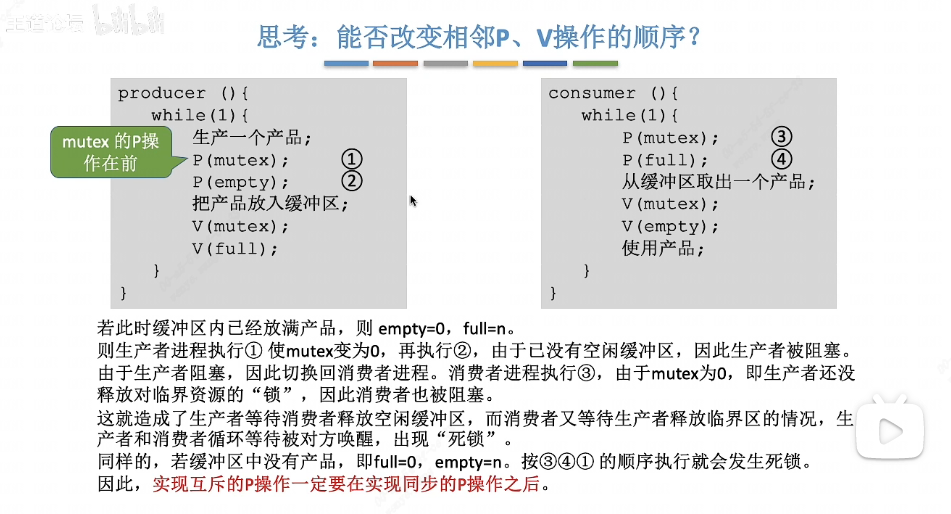 王道论坛 bilibili
思考：能否改变相邻P、V操作的顺序？
producer (){
while(1){
生产一个产品;
mutex 的P操
作在前
P(mutex); ①
P(empty); ②
把产品放入缓冲区;
V(mutex);
V(full);
}
}
consumer (){
while(1){
P(mutex); ③
P(full); ④
从缓冲区取出一个产品;
V(mutex);
V(empty);
使用产品;
}
}
若此时缓冲区内已经放满产品，则 empty=0，full=n。
则生产者进程执行① 使mutex变为0，再执行②，由于已没有空闲缓冲区，因此生产者被阻塞。
由于生产者阻塞，因此切换回消费者进程。消费者进程执行③，由于mutex为0，即生产者还没
释放对临界资源的“锁”，因此消费者也被阻塞。
这就造成了生产者等待消费者释放空闲缓冲区，而消费者又等待生产者释放临界区的情况，生
产者和消费者循环等待被对方唤醒，出现“死锁”。
同样的，若缓冲区中没有产品，即full=0，empty=n。按③④① 的顺序执行就会发生死锁。
因此，实现互斥的P操作一定要在实现同步的P操作之后。